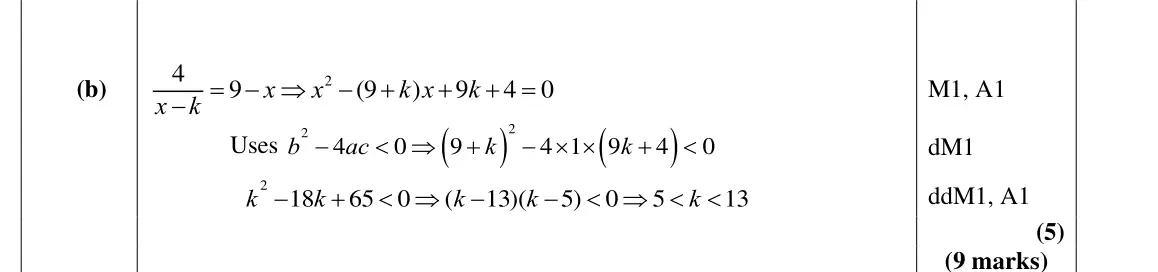 (b) 4/(x−k) = 9−x ⇒ x² −(9+k)x+9k+4 = 0 M1, A1
Uses b² −4ac < 0 ⇒ (9+k)² −4×1×(9k+4) < 0 dM1
k² −18k+65 < 0 ⇒ (k−13)(k−5) < 0 ⇒ 5 < k < 13 ddM1, A1
(5)
(9 marks)